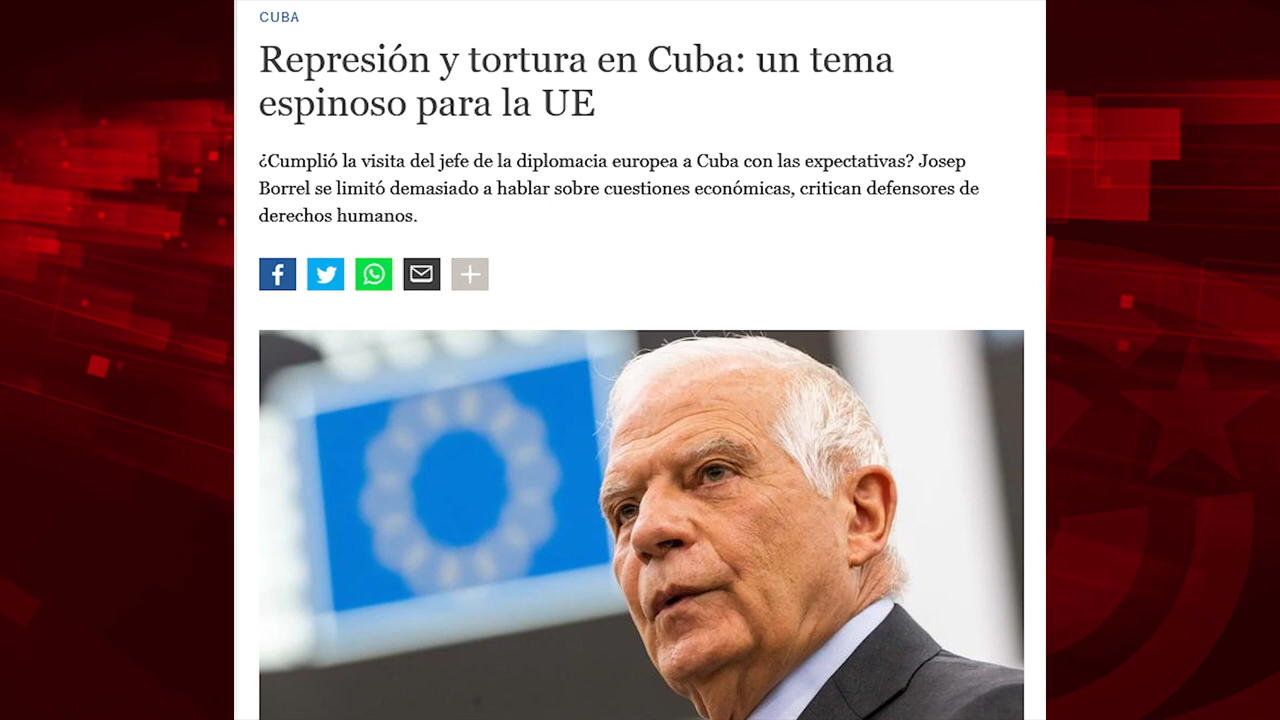 CUBA
Represión y tortura en Cuba: un tema
espinoso para la UE
¿Cumplió la visita del jefe de la diplomacia europea a Cuba con las expectativas? Josep
Borrel se limitó demasiado a hablar sobre cuestiones económicas, critican defensores de
derechos humanos.